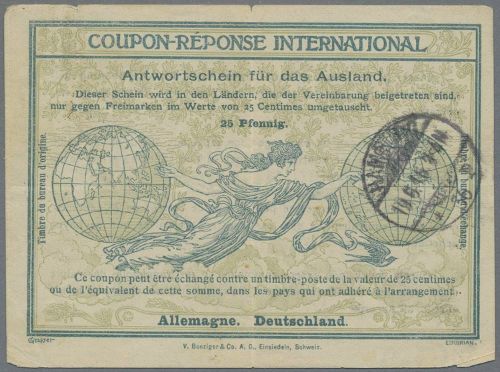 COUPON-RÉPONSE INTERNATIONAL
Antwortschein für das Ausland.
Dieser Schein wird in den Ländern, die der Vereinbarung beigetreten sind,
nur gegen Freimarken im Werte von 25 Centimes umgetauscht.
25 Pfennig.
Timbre du bureau d'origine.
HAMBURG
Ce coupon peut être échangé contre un timbre-poste de la valeur de 25 centimes
ou de l'équivalent de cette somme, dans les pays qui ont adhéré à l'arrangement.
Allemagne. Deutschland.
Grasset
V. Benziger & Co. A. G., Einsiedeln, Schweiz.